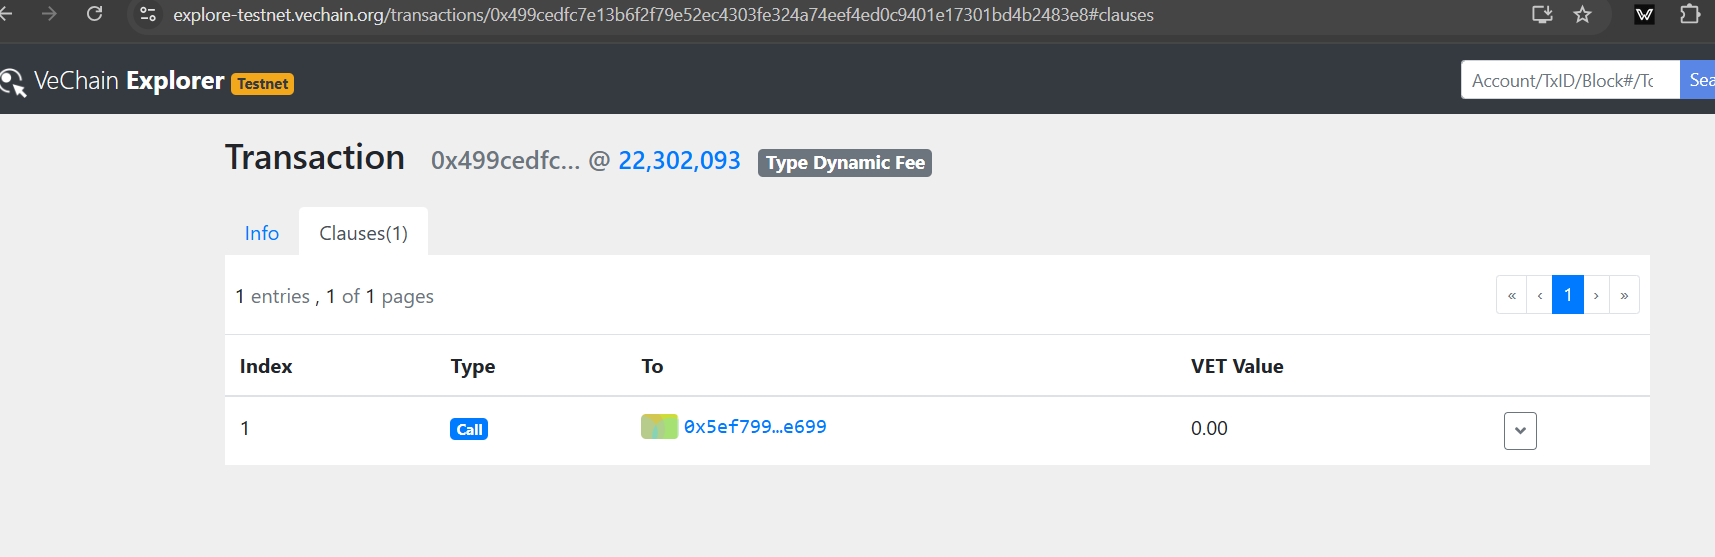 explore-testnet.vechain.org/transactions/0x499cedfc7e13b6f2f79e52ec4303fe324a74eef4ed0c9401e17301bd4b2483e8#clauses
VeChain Explorer Testnet
Account/TxID/Block#/To
Sea
Transaction 0x499cedfc... @ 22,302,093 Type Dynamic Fee
Info Clauses(1)
1 entries , 1 of 1 pages
« ‹ 1 › »
Index Type To VET Value
1 Call 0x5ef799…e699 0.00